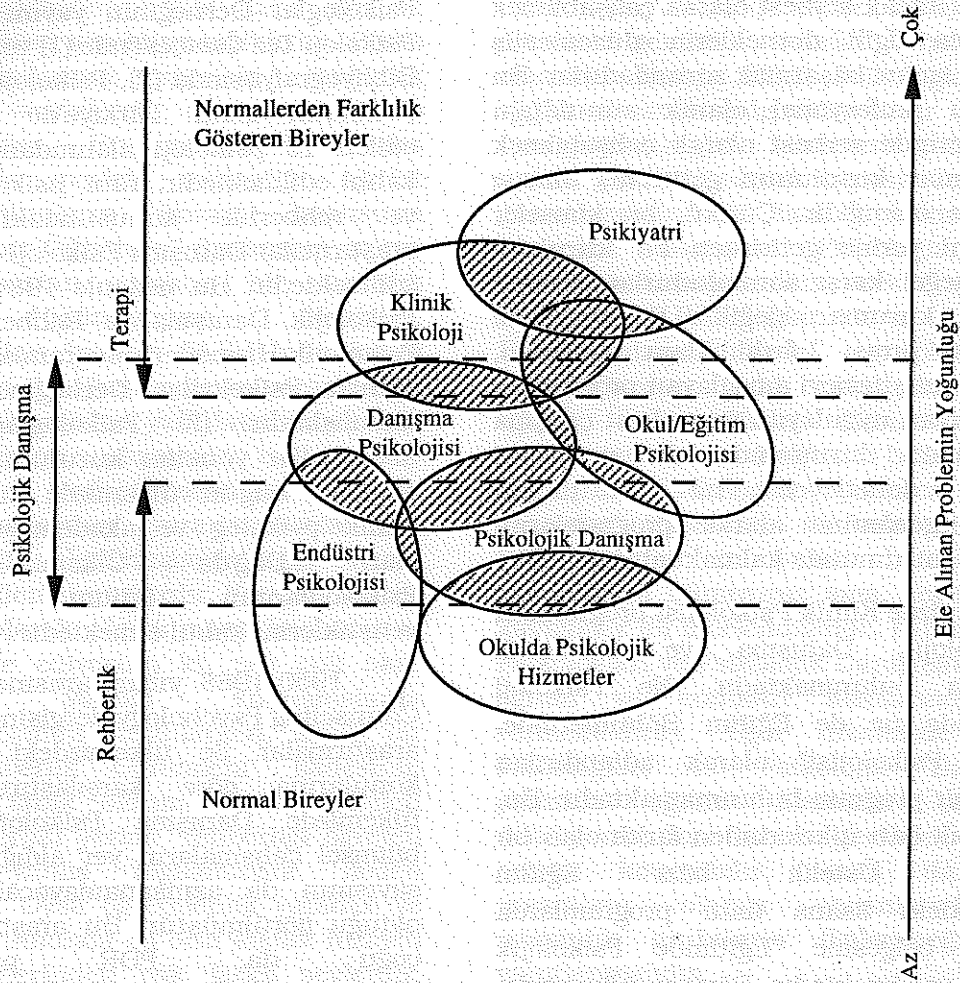 Çok
Normallerden Farklılık
Gösteren Bireyler
Psikiyatri
Klinik
Psikoloji
Terapi
Danışma
Psikolojisi
Okul/Eğitim
Psikolojisi
Psikolojik Danışma
Ele Alınan Problemin Yoğunluğu
Psikolojik Danışma
Endüstri
Psikolojisi
Okulda Psikolojik
Hizmetler
Rehberlik
Normal Bireyler
Az